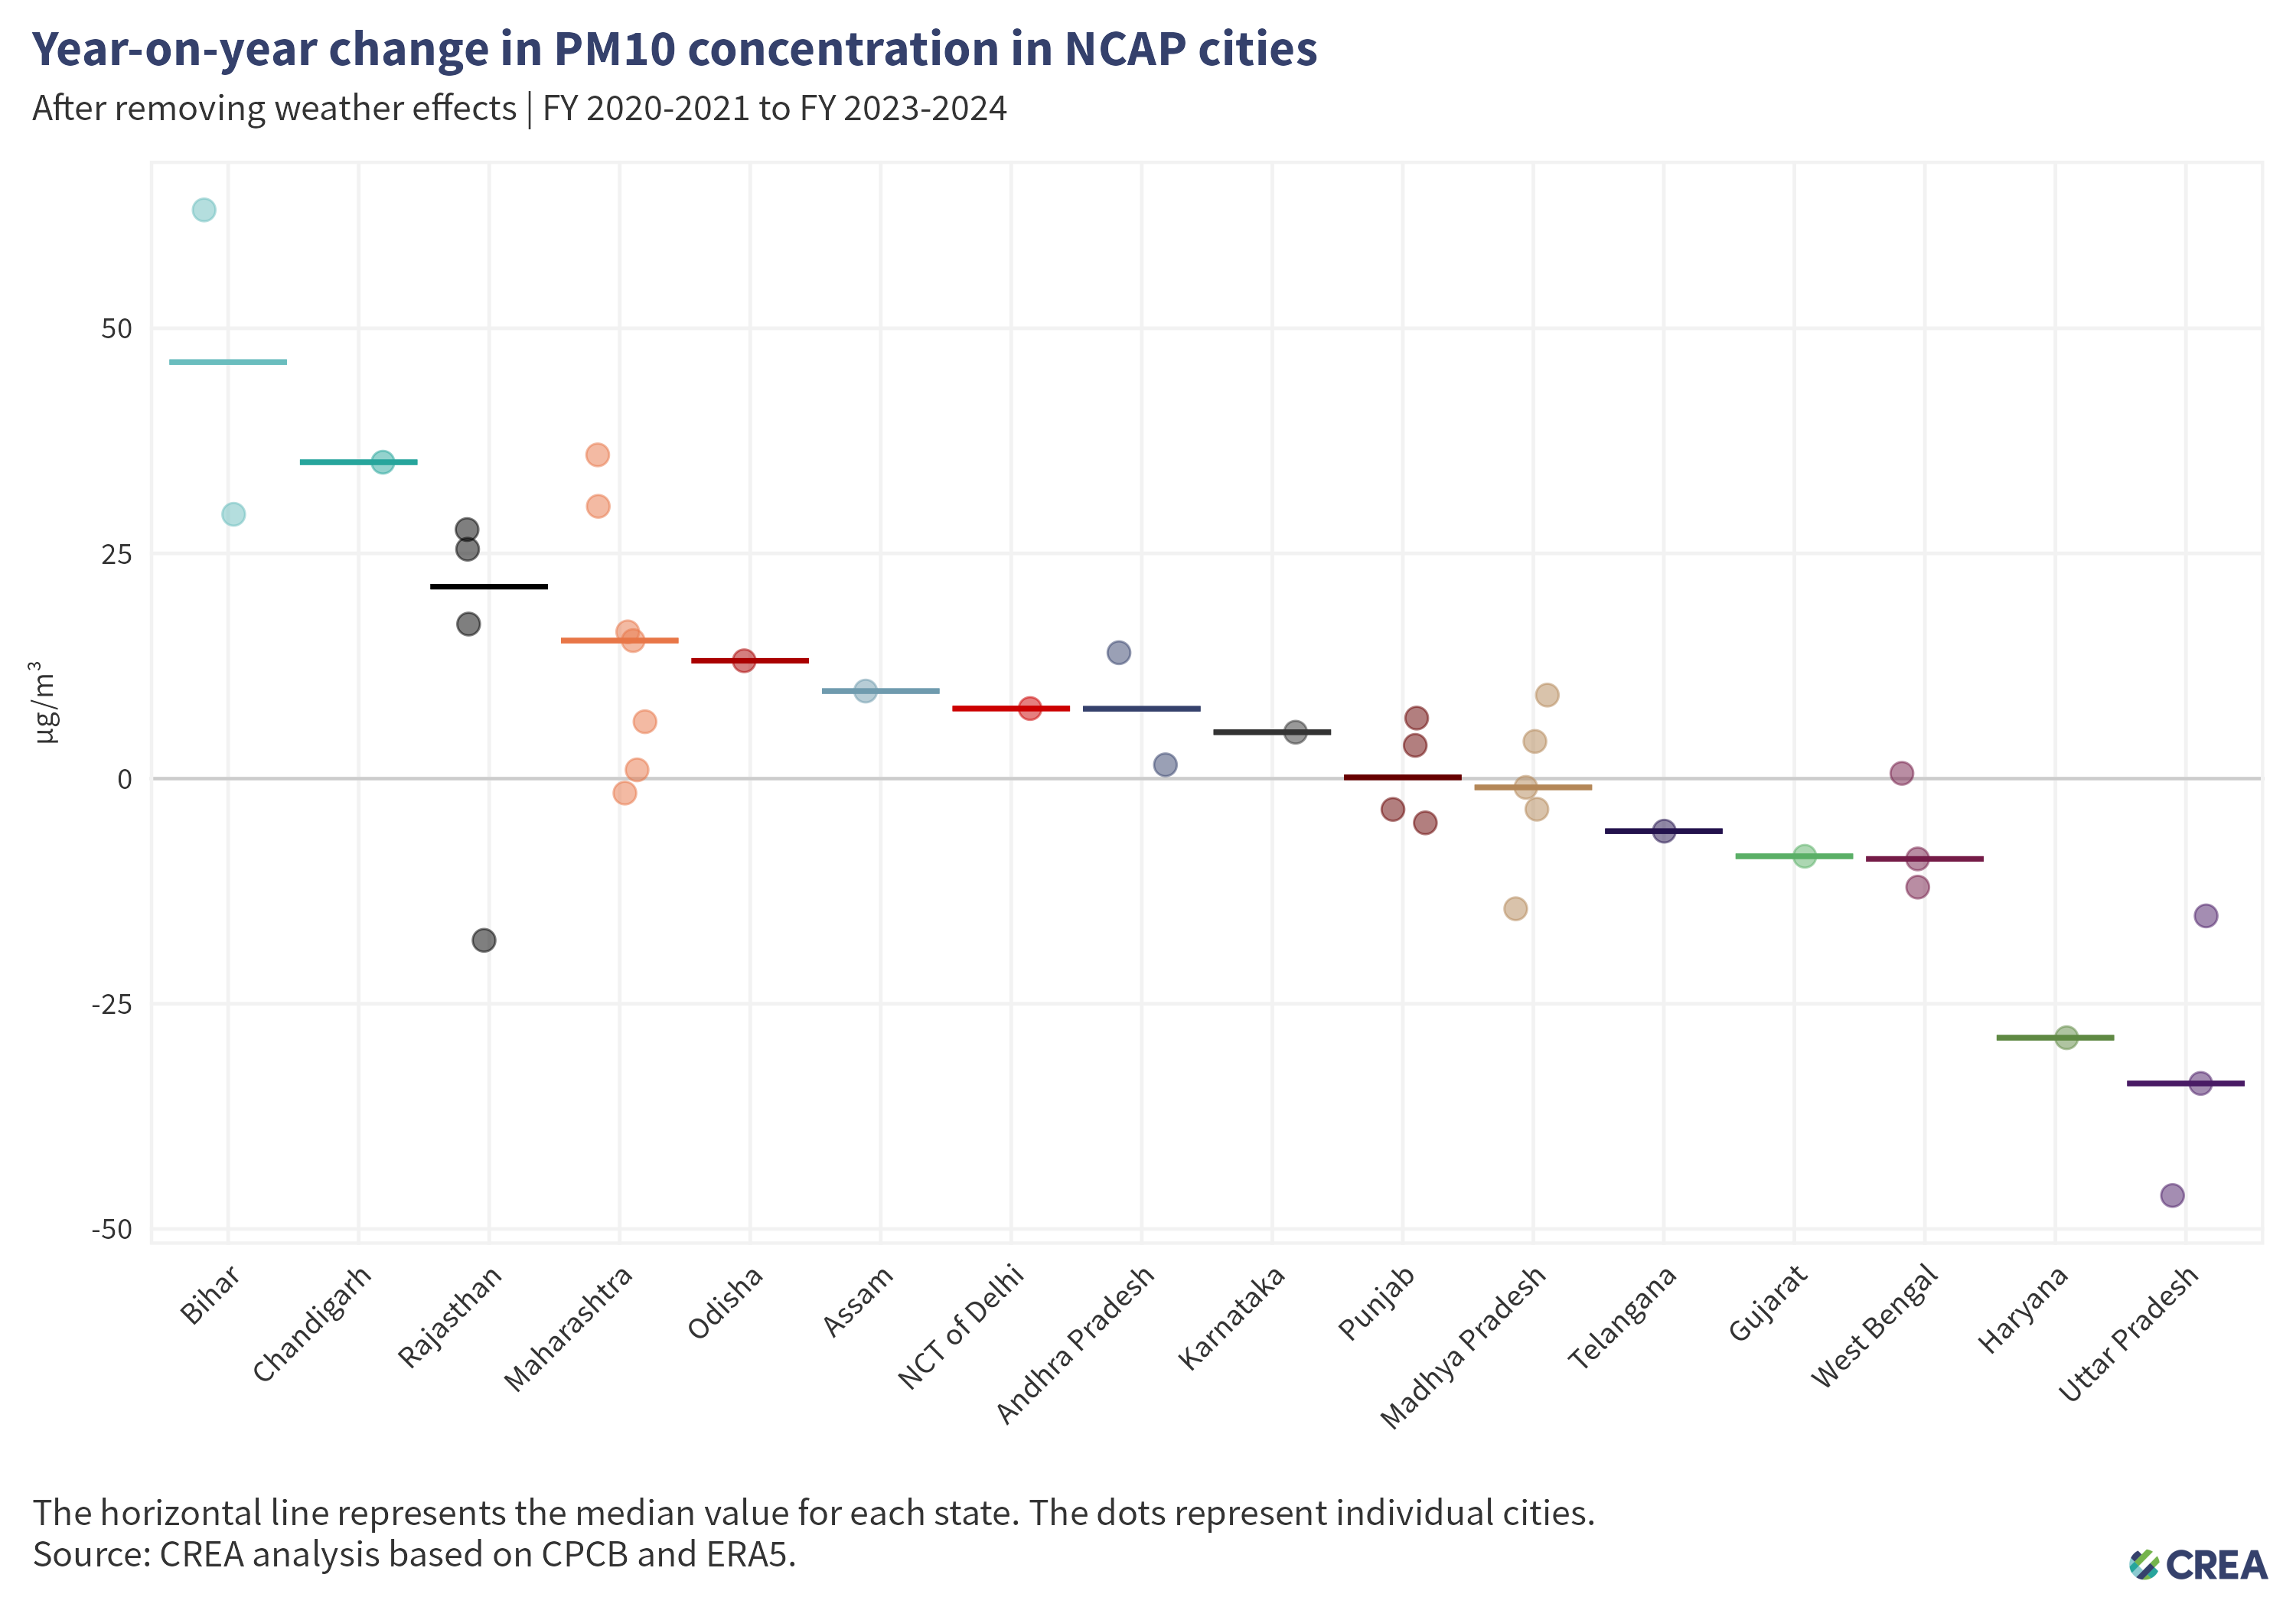 Year-on-year change in PM10 concentration in NCAP cities
After removing weather effects | FY 2020-2021 to FY 2023-2024
50
25
0
-25
-50
µg/m³
Bihar
Chandigarh
Rajasthan
Maharashtra
Odisha
Assam
NCT of Delhi
Andhra Pradesh
Karnataka
Punjab
Madhya Pradesh
Telangana
Gujarat
West Bengal
Haryana
Uttar Pradesh
The horizontal line represents the median value for each state. The dots represent individual cities.
Source: CREA analysis based on CPCB and ERA5.
CREA